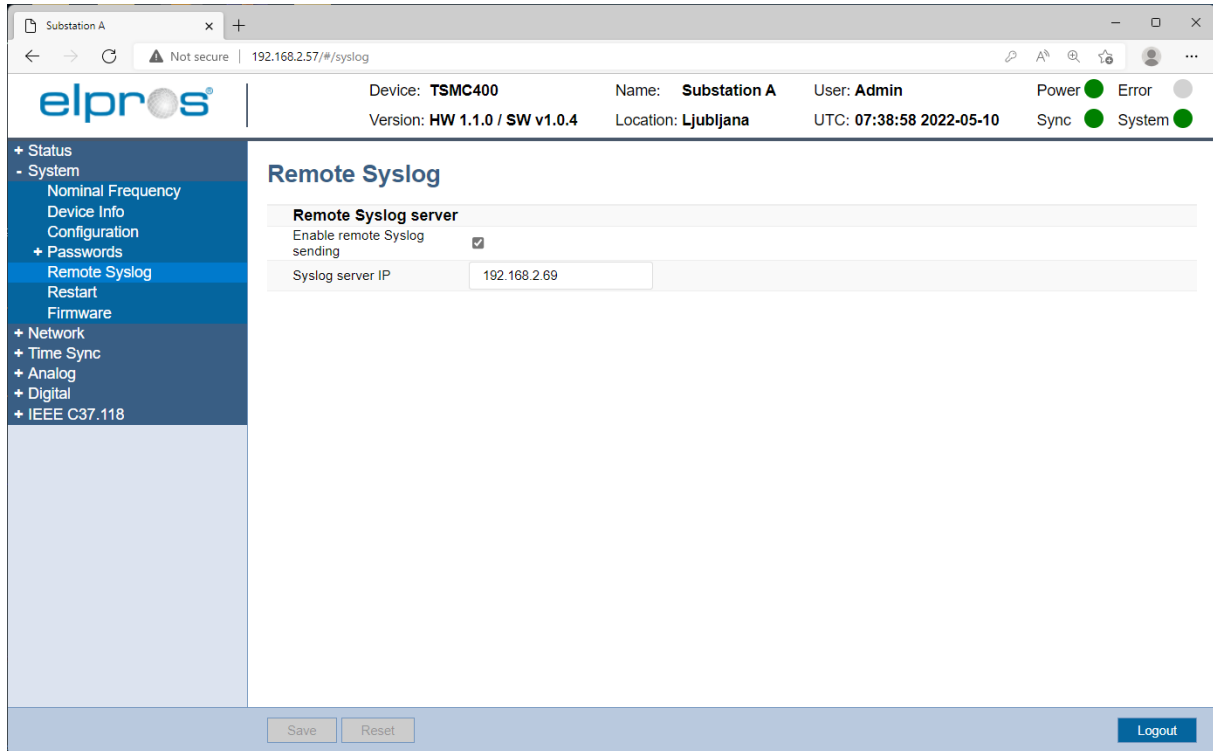 Substation A
Not secure 192.168.2.57/#/syslog
elpros
Device: TSMC400 Name: Substation A User: Admin Power Error
Version: HW 1.1.0 / SW v1.0.4 Location: Ljubljana UTC: 07:38:58 2022-05-10 Sync System
+ Status
- System
Nominal Frequency
Device Info
Configuration
+ Passwords
Remote Syslog
Restart
Firmware
+ Network
+ Time Sync
+ Analog
+ Digital
+ IEEE C37.118
Remote Syslog
Remote Syslog server
Enable remote Syslog
sending
Syslog server IP 192.168.2.69
Save Reset Logout